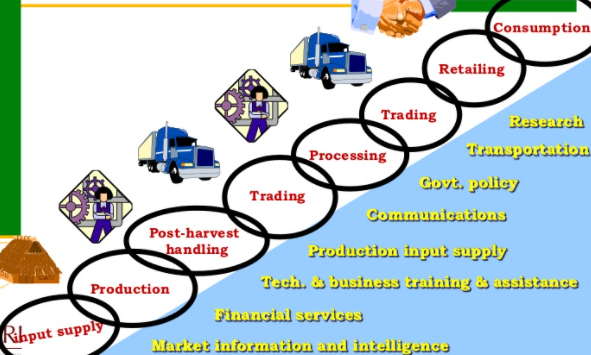 Consumption
Retailing
Trading
Processing
Trading
Post-harvest
handling
Production
input supply
Research
Transportation
Govt. policy
Communications
Production input supply
Tech. & business training & assistance
Financial services
Market information and intelligence